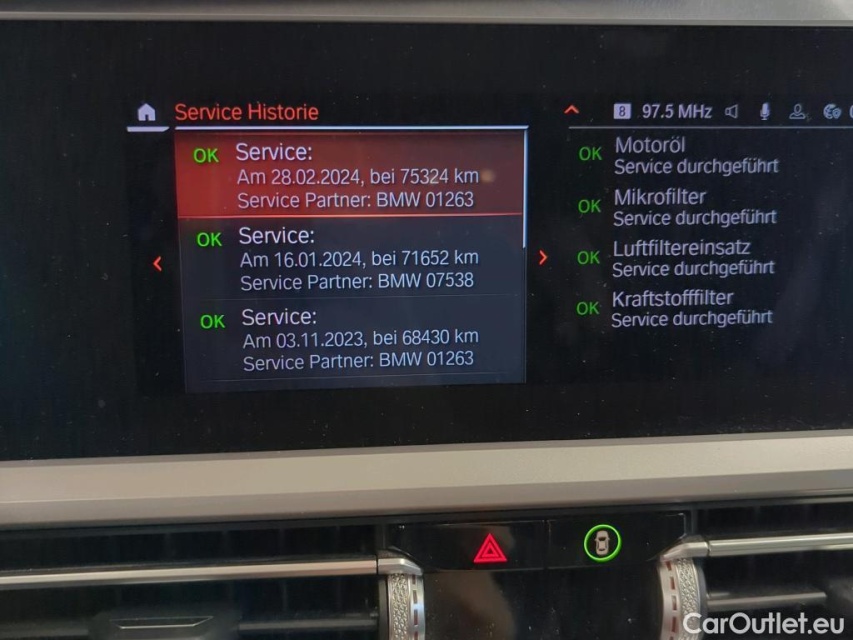 Service Historie
8 97.5 MHz
OK Service:
Am 28.02.2024, bei 75324 km
Service Partner: BMW 01263
OK Service:
Am 16.01.2024, bei 71652 km
Service Partner: BMW 07538
OK Service:
Am 03.11.2023, bei 68430 km
Service Partner: BMW 01263
OK Motoröl
Service durchgeführt
OK Mikrofilter
Service durchgeführt
OK Luftfiltereinsatz
Service durchgeführt
OK Kraftstofffilter
Service durchgeführt
CarOutlet.eu